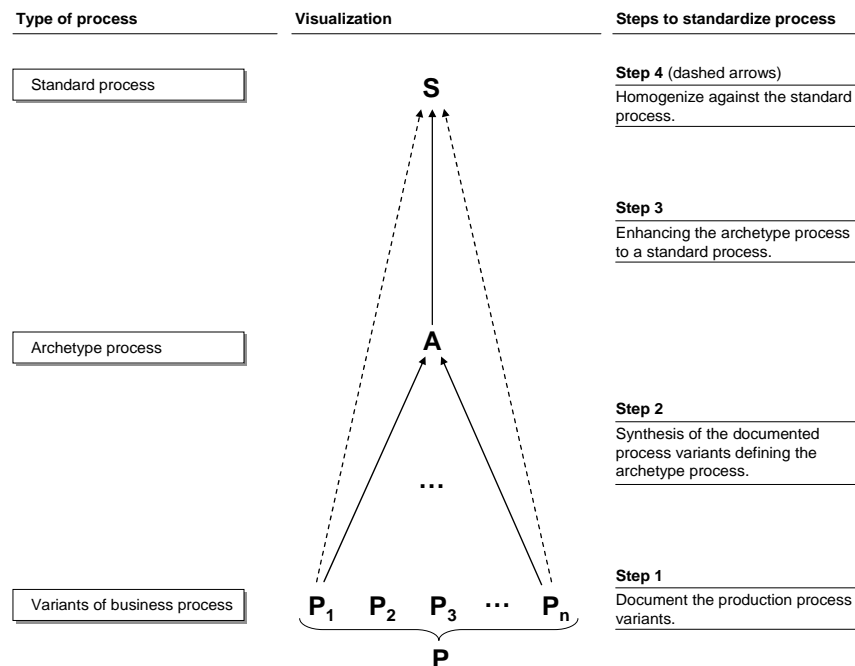 Type of process
Visualization
Steps to standardize process
Standard process
S
Step 4 (dashed arrows)
Homogenize against the standard
process.
Step 3
Enhancing the archetype process
to a standard process.
Archetype process
A
Step 2
Synthesis of the documented
process variants defining the
archetype process.
...
Step 1
Variants of business process
P1 P2 P3 ... Pn
Document the production process
variants.
P